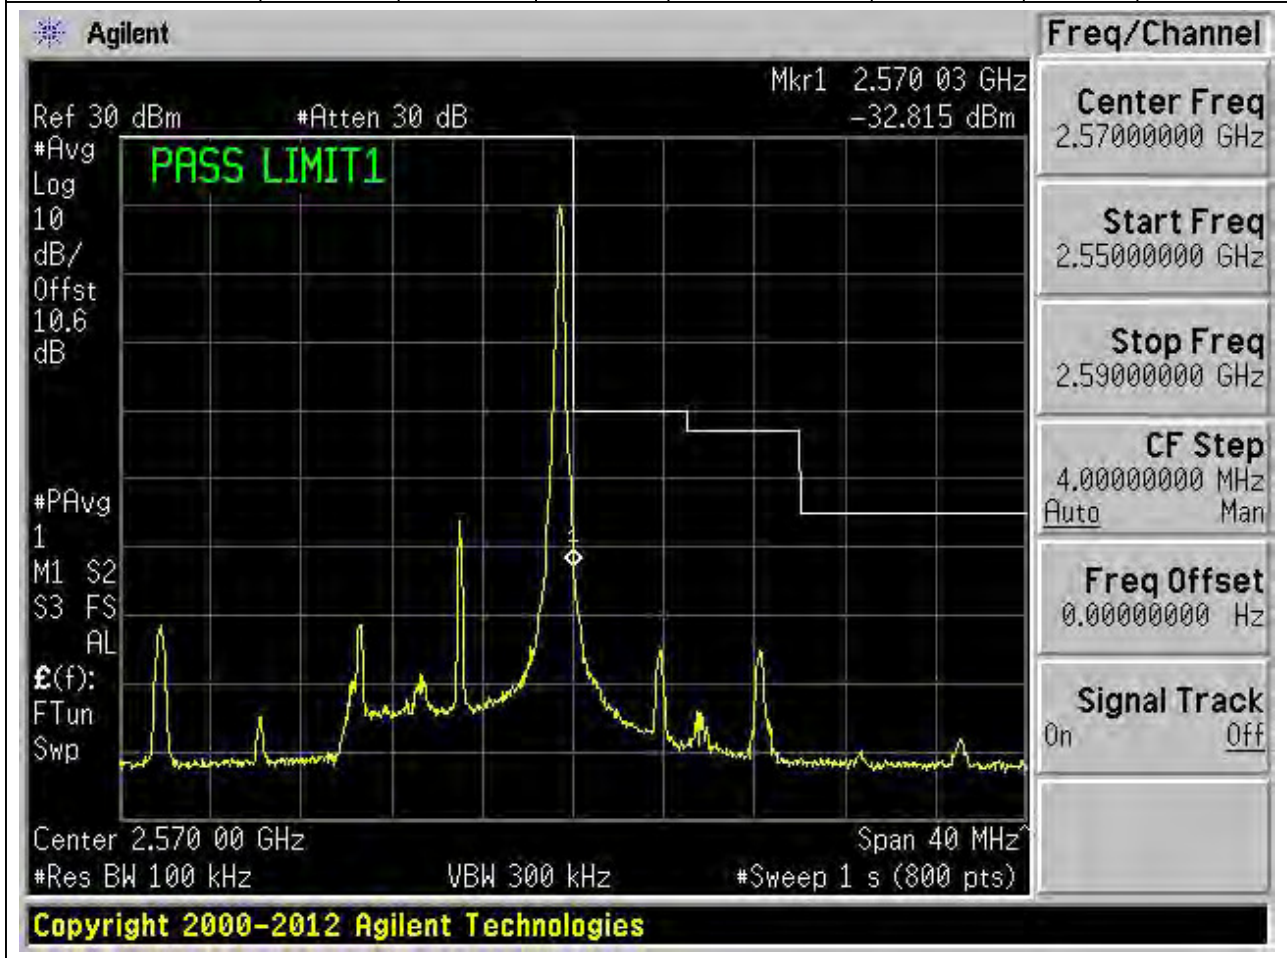 Agilent
Freq/Channel
Mkr1 2.570 03 GHz
Ref 30 dBm #Atten 30 dB -32.815 dBm
#Avg
Log
10
dB/
Offst
10.6
dB
PASS LIMIT1
1
#PAvg
1
M1 S2
S3 FS
AL
£(f):
FTun
Swp
Center 2.570 00 GHz Span 40 MHz^
#Res BW 100 kHz VBW 300 kHz #Sweep 1 s (800 pts)
Copyright 2000-2012 Agilent Technologies
Center Freq
2.57000000 GHz
Start Freq
2.55000000 GHz
Stop Freq
2.59000000 GHz
CF Step
4.00000000 MHz
Auto Man
Freq Offset
0.00000000 Hz
Signal Track
On Off